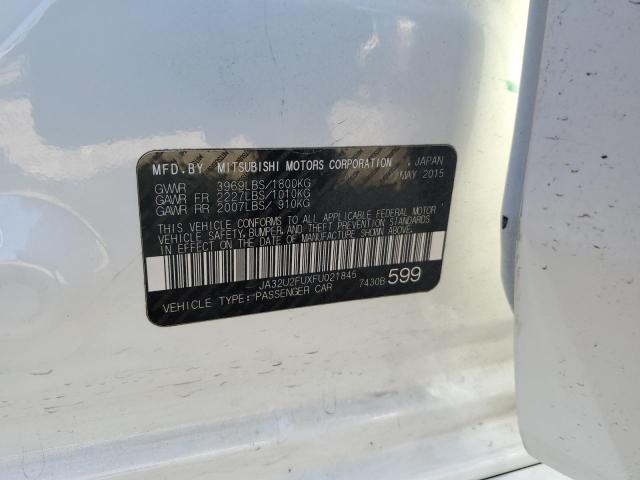 MFD.BY MITSUBISHI MOTORS CORPORATION , JAPAN
GVWR 3969LBS/1800KG MAY 2015
GAWR FR 2227LBS/1010KG
GAWR RR 2007LBS/ 910KG
THIS VEHICLE CONFORMS TO ALL APPLICABLE FEDERAL MOTOR
VEHICLE SAFETY,BUMPER,AND THEFT PREVENTION STANDARDS
IN EFFECT ON THE DATE OF MANUFACTURE SHOWN ABOVE.
JA32U2FUXFU021845
VEHICLE TYPE:PASSENGER CAR 7430B 599